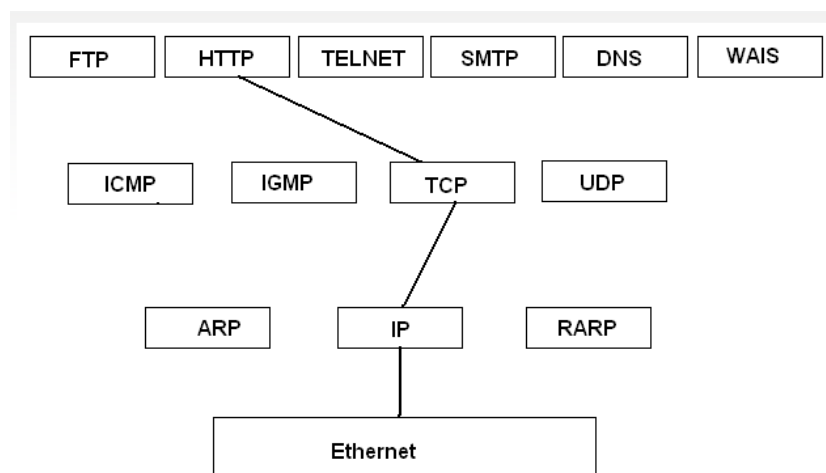 FTP HTTP TELNET SMTP DNS WAIS
ICMP IGMP TCP UDP
ARP IP RARP
Ethernet